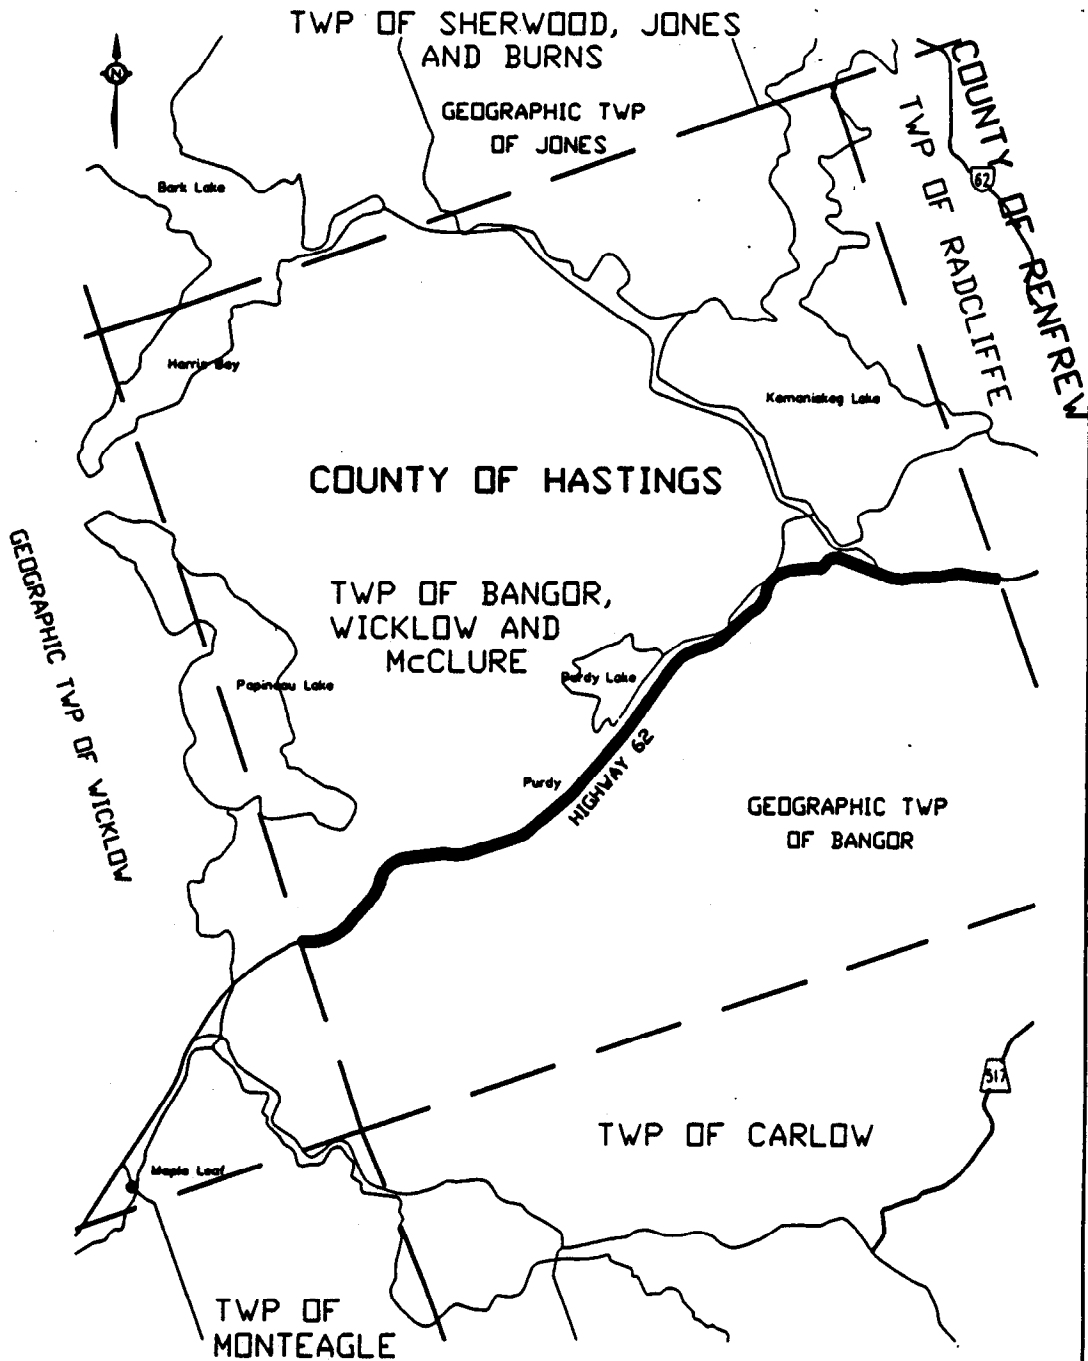 TWP OF SHERWOOD, JONES
AND BURNS
N
GEOGRAPHIC TWP
OF JONES
COUNTY OF RENFREW
TWP OF RADCLIFFE
62
Bark Lake
Harris Bay
Kamaniskeg Lake
COUNTY OF HASTINGS
GEOGRAPHIC TWP OF WICKLOW
TWP OF BANGOR,
WICKLOW AND
McCLURE
Papineau Lake
Purdy Lake
Purdy
HIGHWAY 62
GEOGRAPHIC TWP
OF BANGOR
517
TWP OF CARLOW
Maple Leaf
TWP OF
MONTEAGLE